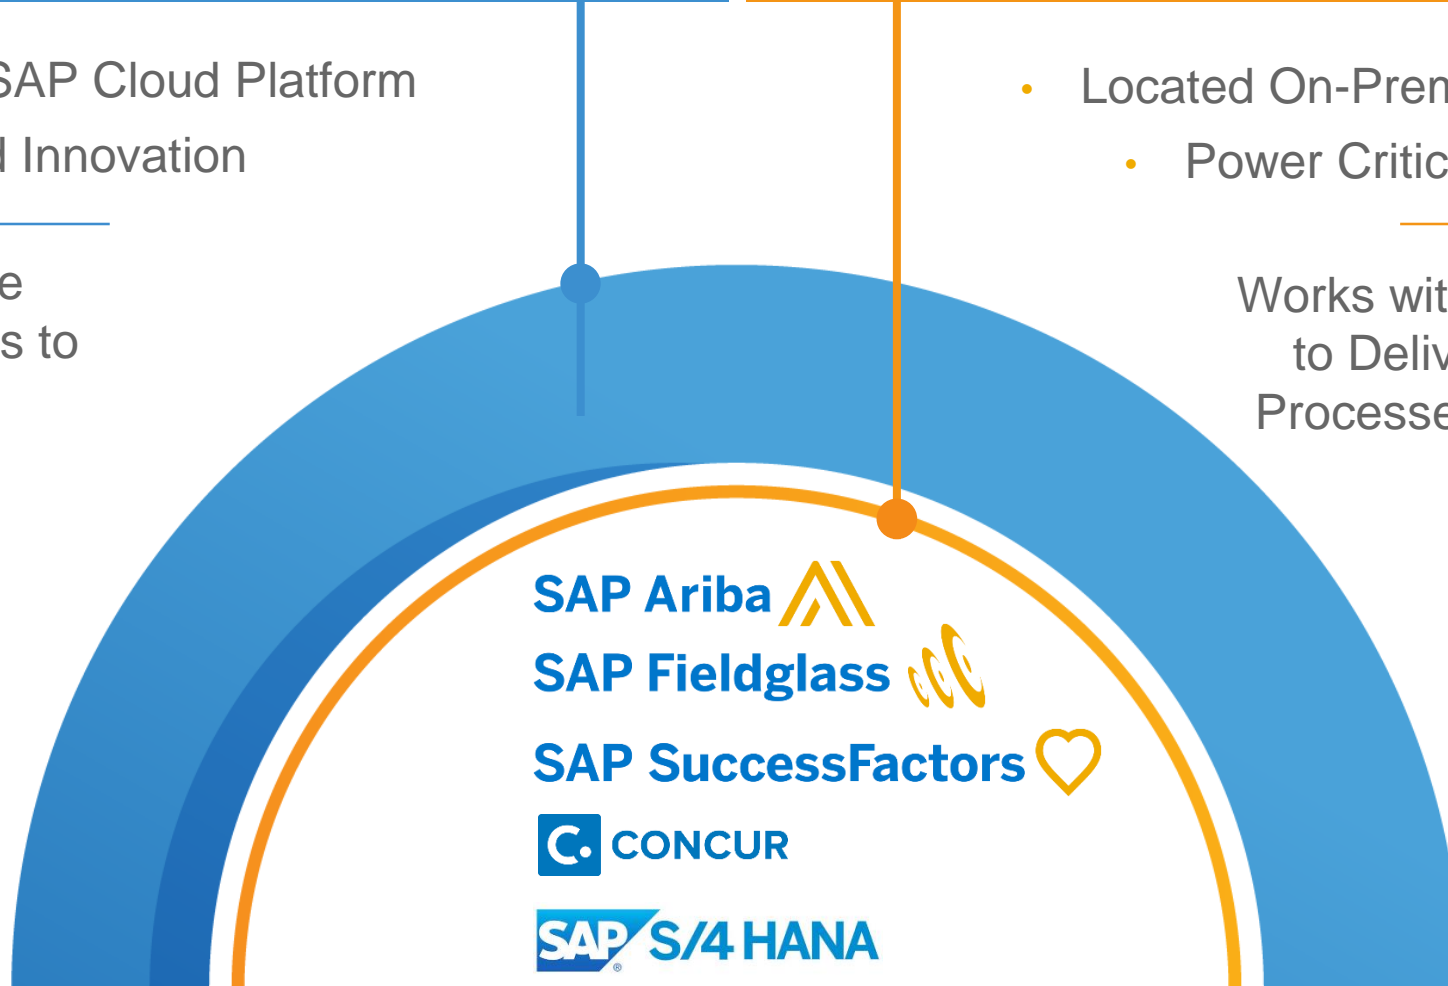 SAP Cloud Platform
d Innovation
e
s to
• Located On-Prem
• Power Critic
Works wit
to Deliv
Processe
SAP Ariba
SAP Fieldglass
SAP SuccessFactors
C. CONCUR
SAP® S/4 HANA